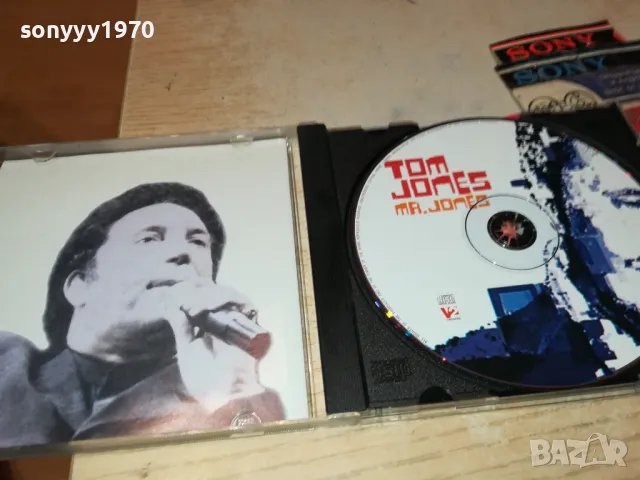 sonyyy1970
SONY
SONY
TOM
JONES
MR. JONES
V2
BAZAR